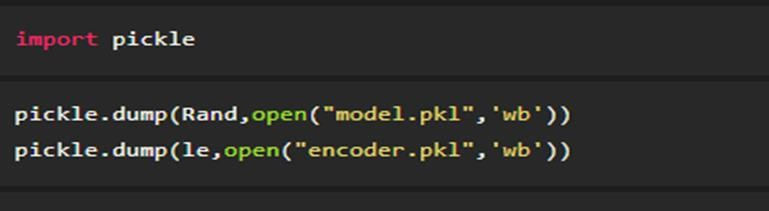 import pickle
pickle.dump(Rand,open("model.pkl",'wb'))
pickle.dump(le,open("encoder.pkl",'wb'))